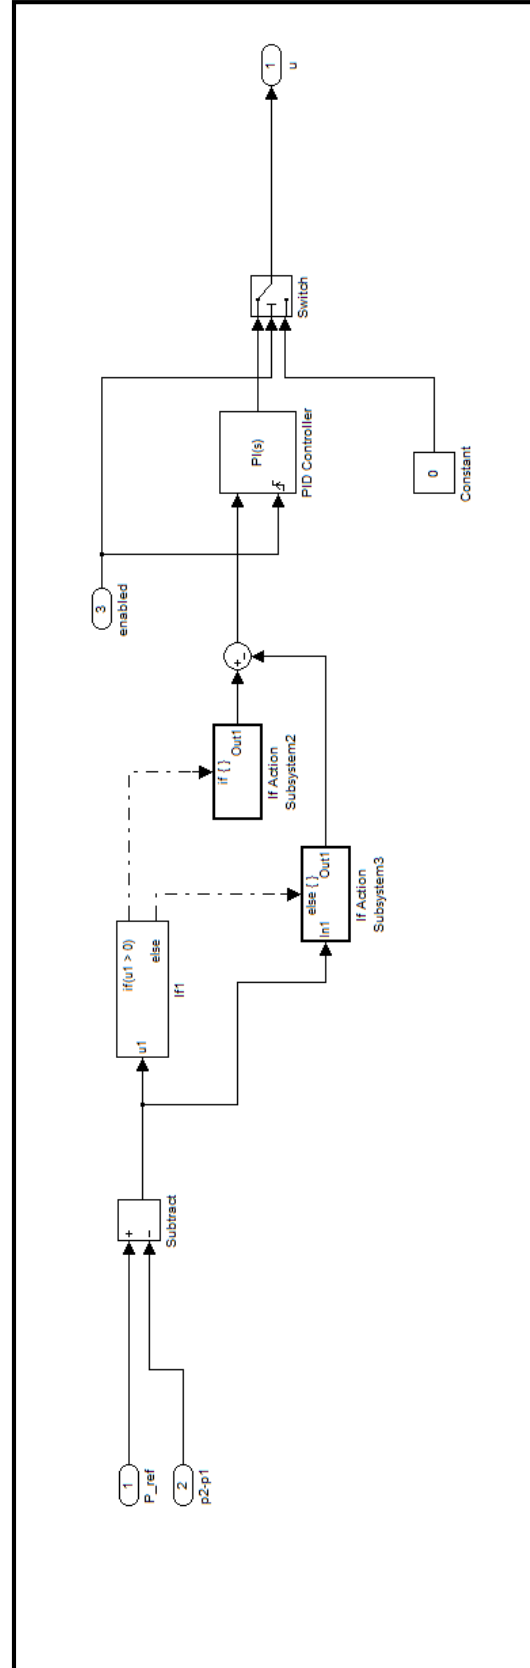 1
P_ref
2
p2-p1
+
−
Subtract
u1
if(u1 > 0)
else
If1
if { }
Out1
If Action
Subsystem2
In1
else { }
Out1
If Action
Subsystem3
+
−
3
enabled
PI(s)
PID Controller
0
Constant
Switch
1
u